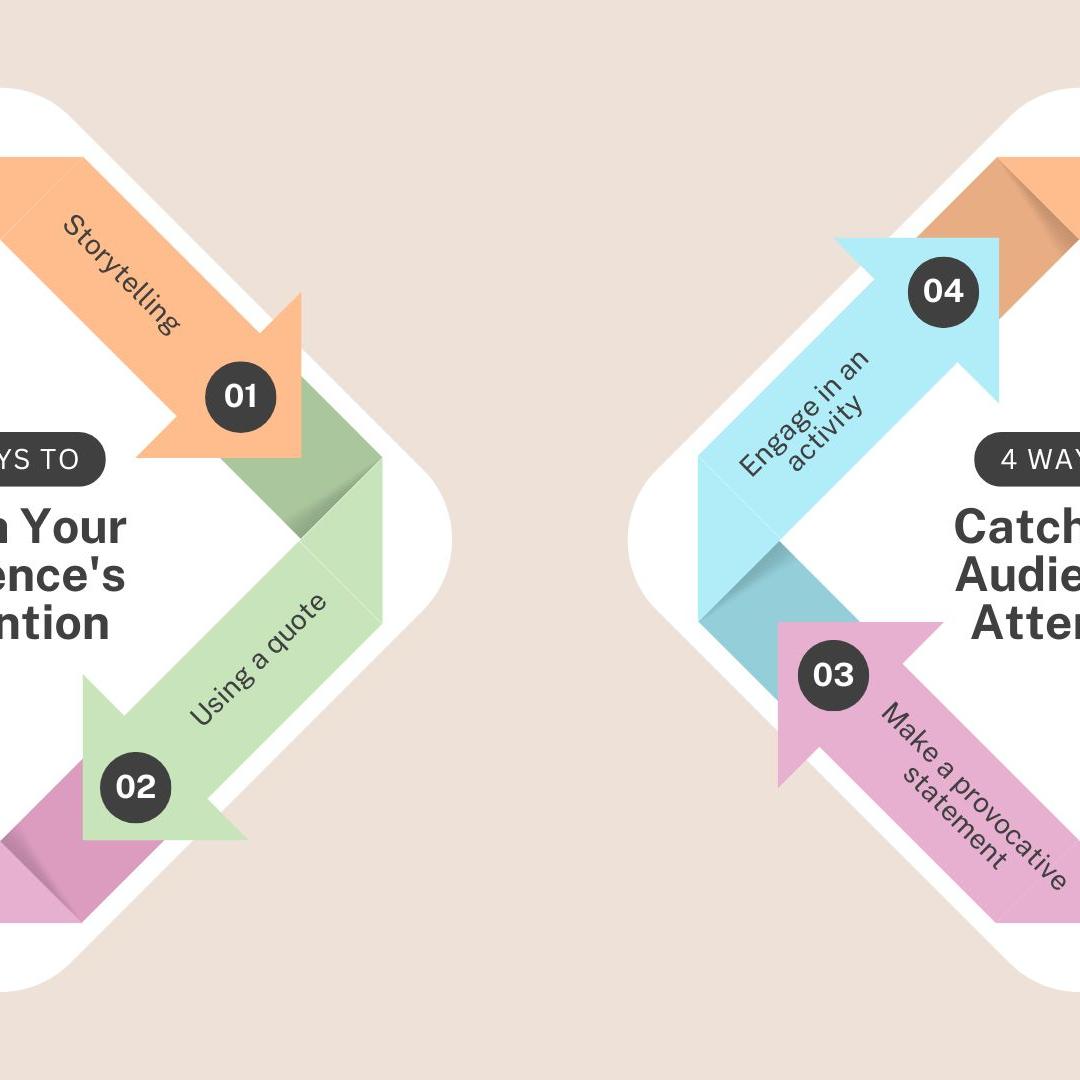 Storytelling
01
YS TO
n Your
ence's
ntion
Using a quote
02
04
Engage in an
activity
4 WAY
Catch
Audie
Atten
03
Make a provocative
statement